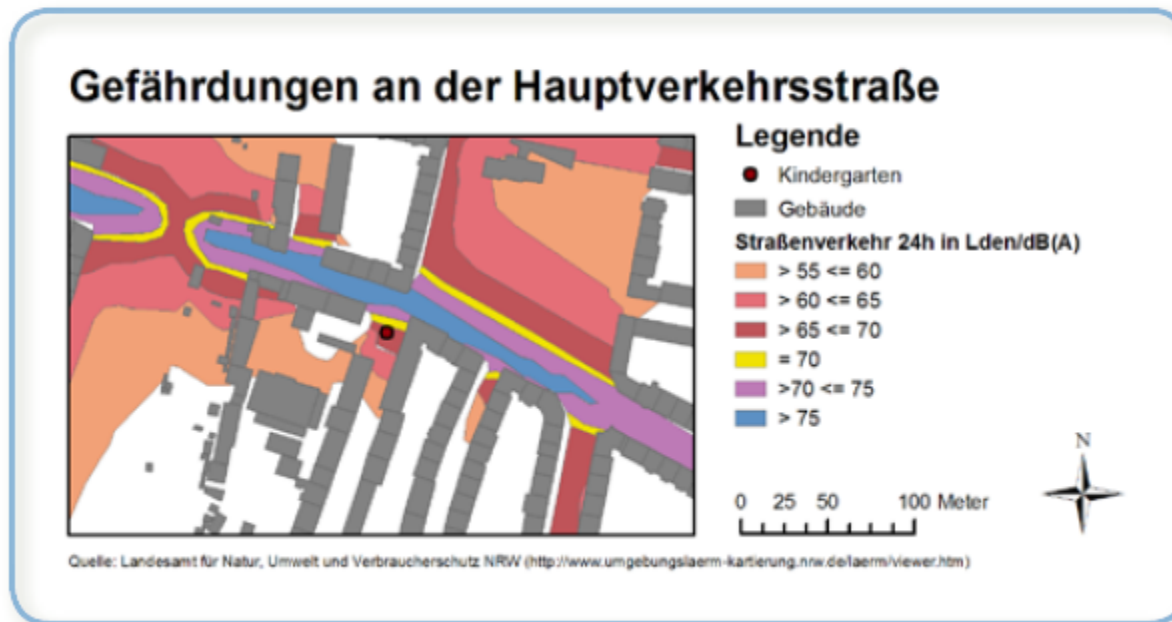 Gefährdungen an der Hauptverkehrsstraße
Legende
Kindergarten
Gebäude
Straßenverkehr 24h in Lden/dB(A)
> 55 <= 60
> 60 <= 65
> 65 <= 70
= 70
>70 <= 75
> 75
N
0 25 50 100 Meter
Quelle: Landesamt für Natur, Umwelt und Verbraucherschutz NRW (http://www.umgebungslaerm-kartierung.nrw.de/laerm/viewer.htm)